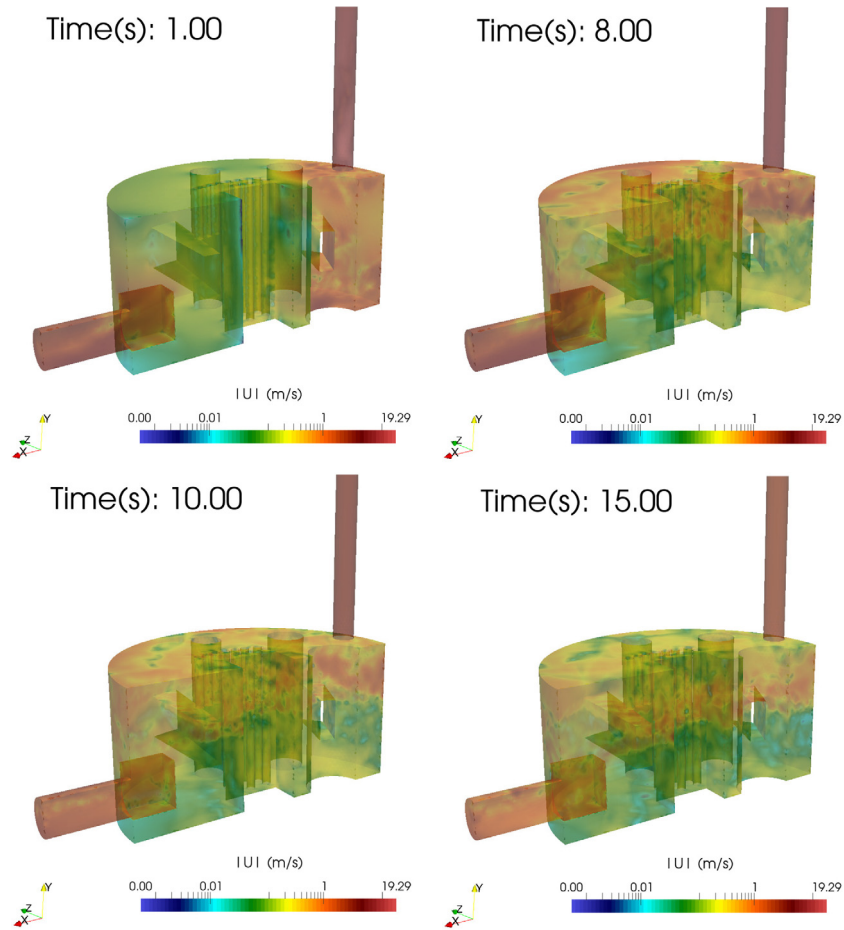 Time(s): 1.00
Time(s): 8.00
|U| (m/s)
0.00 0.01 1 19.29
Y
Z
X
|U| (m/s)
0.00 0.01 1 19.29
Y
Z
X
Time(s): 10.00
Time(s): 15.00
|U| (m/s)
0.00 0.01 1 19.29
Y
Z
X
|U| (m/s)
0.00 0.01 1 19.29
Y
Z
X